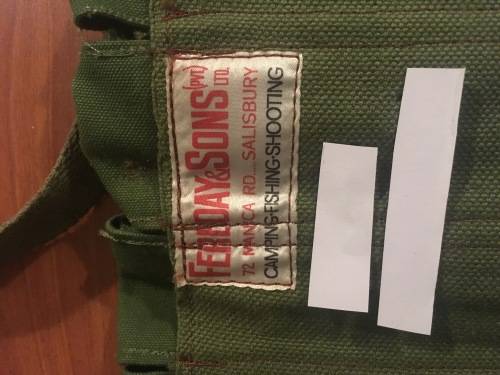 FEREDAY & SONS (PVT) LTD.
72 MANICA RD. SALISBURY
CAMPING·FISHING·SHOOTING